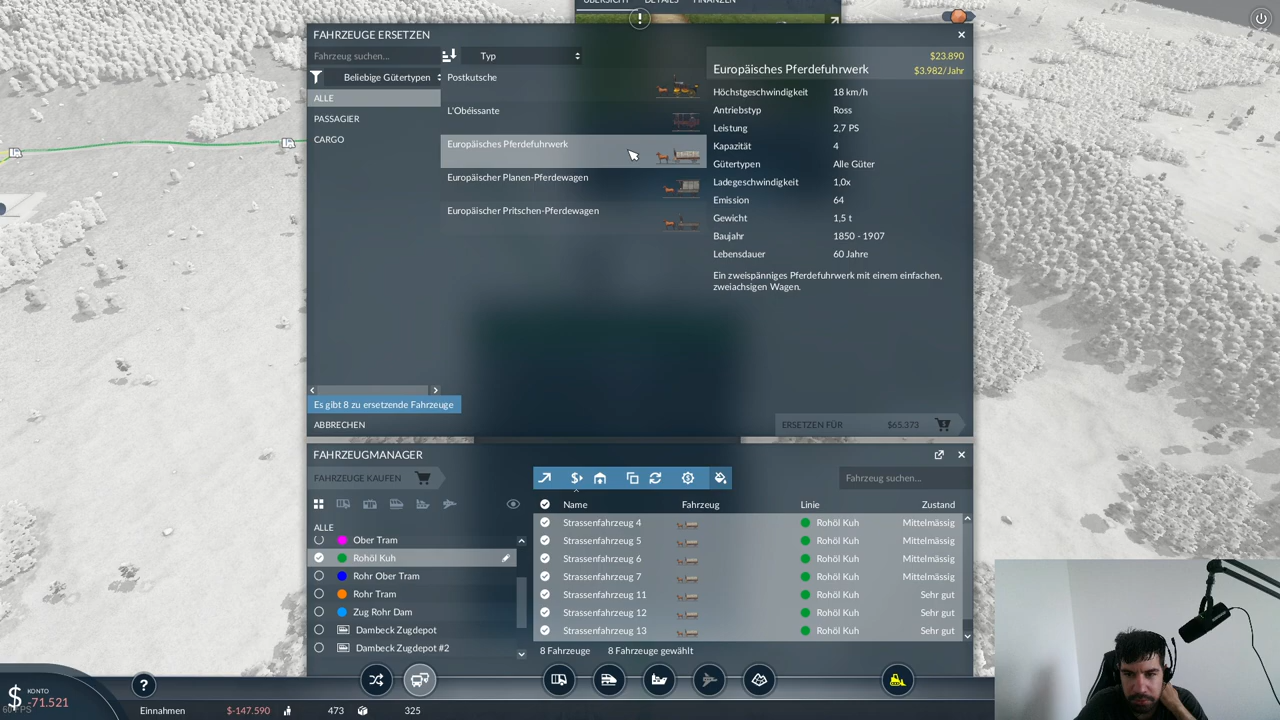 ÜBERSICHT DETAILS FINANZEN
!
FAHRZEUGE ERSETZEN
Fahrzeug suchen...
Typ
Beliebige Gütertypen
ALLE
PASSAGIER
CARGO
Postkutsche
L'Obéissante
Europäisches Pferdefuhrwerk
Europäischer Planen-Pferdewagen
Europäischer Pritschen-Pferdewagen
Europäisches Pferdefuhrwerk
$23.890
$3.982/Jahr
Höchstgeschwindigkeit 18 km/h
Antriebstyp Ross
Leistung 2,7 PS
Kapazität 4
Gütertypen Alle Güter
Ladegeschwindigkeit 1,0x
Emission 64
Gewicht 1,5 t
Baujahr 1850 - 1907
Lebensdauer 60 Jahre
Ein zweispänniges Pferdefuhrwerk mit einem einfachen,
zweiachsigen Wagen.
Es gibt 8 zu ersetzende Fahrzeuge
ABBRECHEN
ERSETZEN FÜR $65.373
FAHRZEUGMANAGER
FAHRZEUGE KAUFEN
Fahrzeug suchen...
ALLE
Ober Tram
Rohöl Kuh
Rohr Ober Tram
Rohr Tram
Zug Rohr Dam
Dambeck Zugdepot
Dambeck Zugdepot #2
Name Fahrzeug Linie Zustand
Strassenfahrzeug 4 Rohöl Kuh Mittelmässig
Strassenfahrzeug 5 Rohöl Kuh Mittelmässig
Strassenfahrzeug 6 Rohöl Kuh Mittelmässig
Strassenfahrzeug 7 Rohöl Kuh Mittelmässig
Strassenfahrzeug 11 Rohöl Kuh Sehr gut
Strassenfahrzeug 12 Rohöl Kuh Sehr gut
Strassenfahrzeug 13 Rohöl Kuh Sehr gut
8 Fahrzeuge 8 Fahrzeuge gewählt
$ KONTO
-71.521
60 FPS
?
Einnahmen $-147.590 473 325